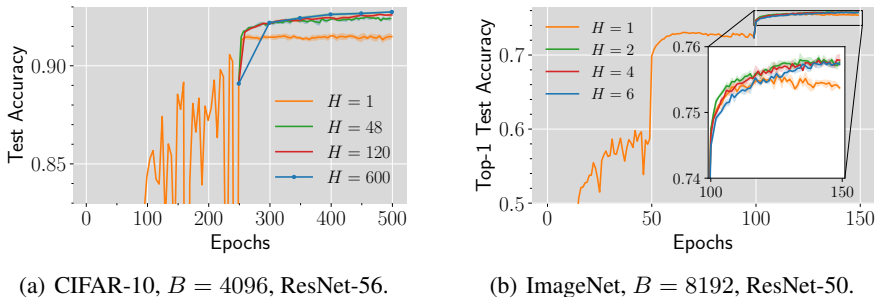 Test Accuracy
0.90
0.85
H = 1
H = 48
H = 120
H = 600
0 100 200 300 400 500
Epochs
(a) CIFAR-10, B = 4096, ResNet-56.
Top-1 Test Accuracy
0.7
0.6
0.5
H = 1
H = 2
H = 4
H = 6
0.76
0.75
0.74
100 150
0 50 100 150
Epochs
(b) ImageNet, B = 8192, ResNet-50.